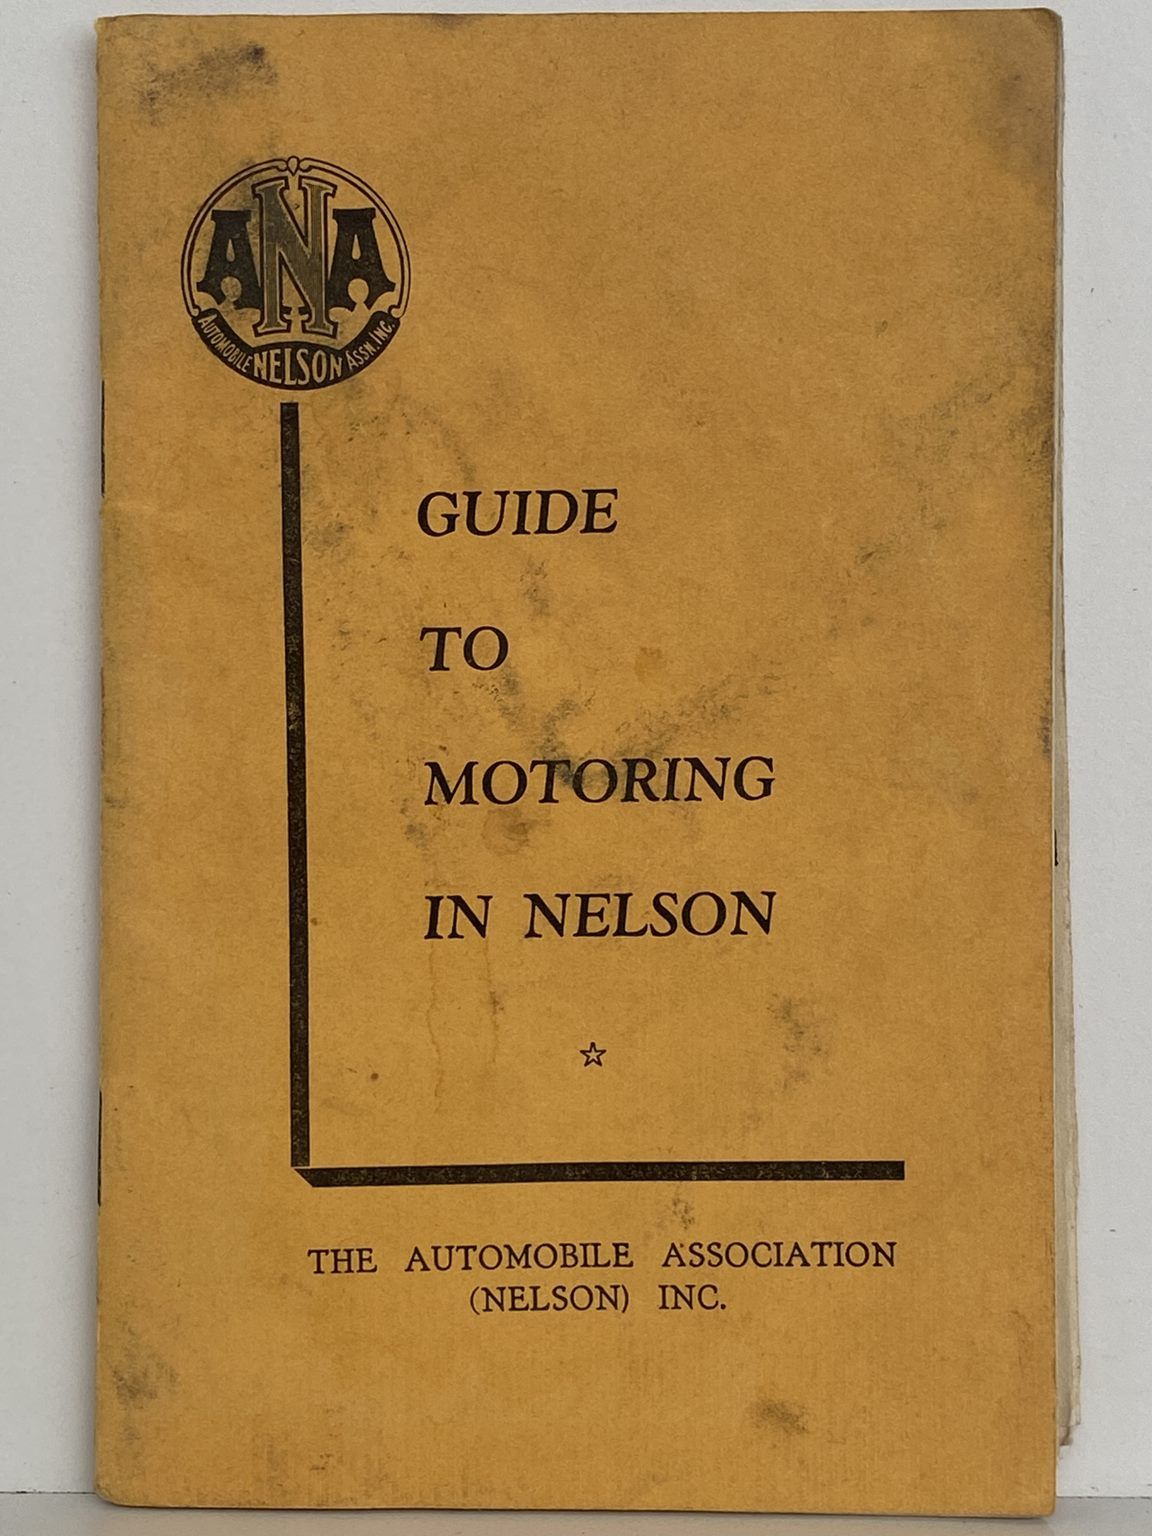 ANA
AUTOMOBILE NELSON ASSN. INC.
GUIDE
TO
MOTORING
IN NELSON
THE AUTOMOBILE ASSOCIATION
(NELSON) INC.